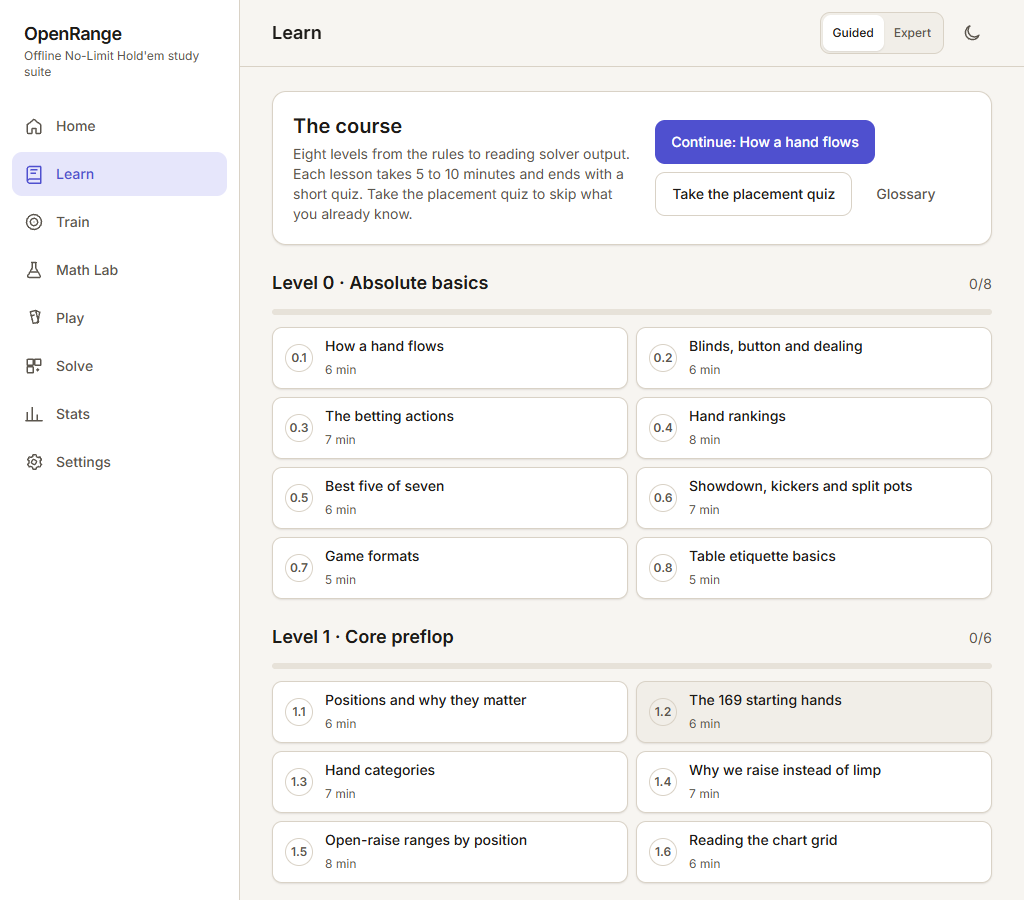 OpenRange
Offline No-Limit Hold'em study
suite
Home
Learn
Train
Math Lab
Play
Solve
Stats
Settings
Learn
Guided
Expert
The course
Eight levels from the rules to reading solver output.
Each lesson takes 5 to 10 minutes and ends with a
short quiz. Take the placement quiz to skip what
you already know.
Continue: How a hand flows
Take the placement quiz
Glossary
Level 0 · Absolute basics
0/8
0.1
How a hand flows
6 min
0.2
Blinds, button and dealing
6 min
0.3
The betting actions
7 min
0.4
Hand rankings
8 min
0.5
Best five of seven
6 min
0.6
Showdown, kickers and split pots
7 min
0.7
Game formats
5 min
0.8
Table etiquette basics
5 min
Level 1 · Core preflop
0/6
1.1
Positions and why they matter
6 min
1.2
The 169 starting hands
6 min
1.3
Hand categories
7 min
1.4
Why we raise instead of limp
7 min
1.5
Open-raise ranges by position
8 min
1.6
Reading the chart grid
6 min